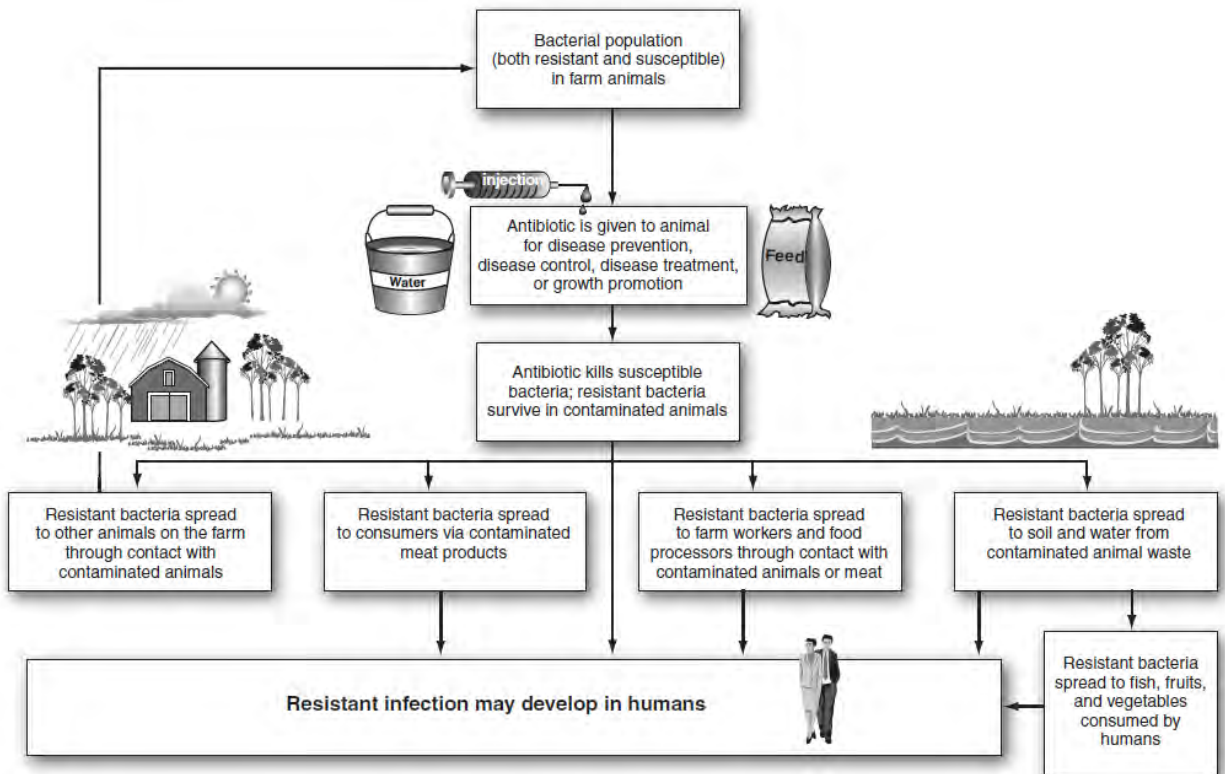 Bacterial population
(both resistant and susceptible)
in farm animals
injection
Water
Antibiotic is given to animal
for disease prevention,
disease control, disease treatment,
or growth promotion
Feed
Antibiotic kills susceptible
bacteria; resistant bacteria
survive in contaminated animals
Resistant bacteria spread
to other animals on the farm
through contact with
contaminated animals
Resistant bacteria spread
to consumers via contaminated
meat products
Resistant bacteria spread
to farm workers and food
processors through contact with
contaminated animals or meat
Resistant bacteria spread
to soil and water from
contaminated animal waste
Resistant infection may develop in humans
Resistant bacteria
spread to fish, fruits,
and vegetables
consumed by
humans